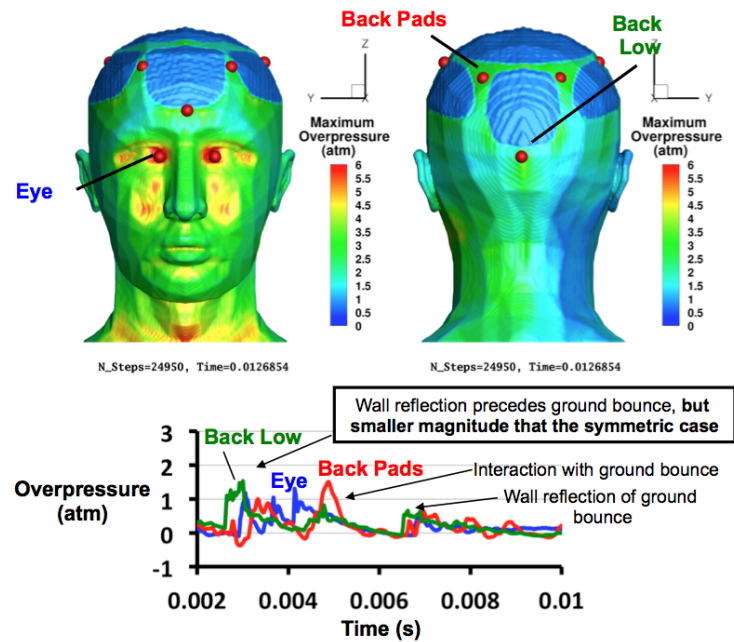 Back Pads
Back
Low
Z
Y
X
Maximum
Overpressure
(atm)
6
5.5
5
4.5
4
3.5
3
2.5
2
1.5
1
0.5
0
Eye
N_Steps=24950, Time=0.0126854
Z
X
Y
Maximum
Overpressure
(atm)
6
5.5
5
4.5
4
3.5
3
2.5
2
1.5
1
0.5
0
N_Steps=24950, Time=0.0126854
Wall reflection precedes ground bounce, but
smaller magnitude that the symmetric case
Back Low
Eye
Back Pads
Interaction with ground bounce
Wall reflection of ground
bounce
Overpressure
(atm)
3
2
1
0
-1
0.002
0.004
0.006
0.008
0.01
Time (s)